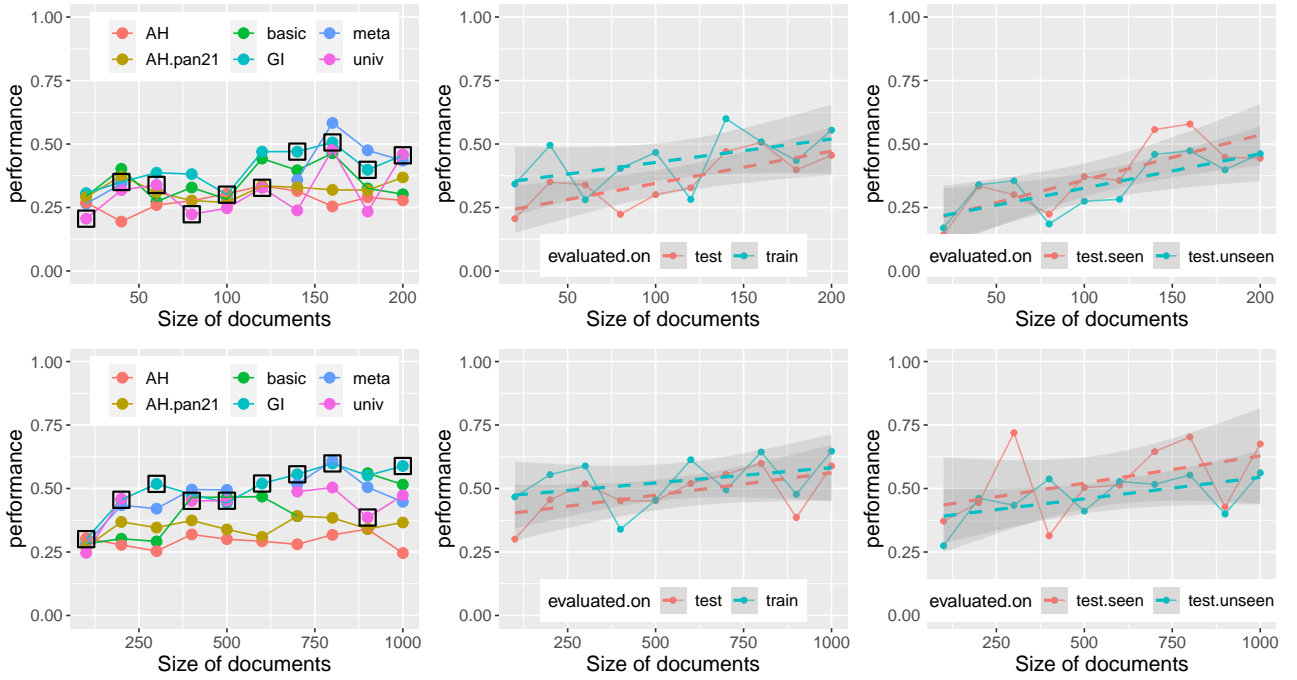 1.00
0.75
0.50
0.25
0.00
performance
AH
basic
meta
AH.pan21
GI
univ
50
100
150
200
Size of documents
1.00
0.75
0.50
0.25
0.00
performance
evaluated.on
test
train
50
100
150
200
Size of documents
1.00
0.75
0.50
0.25
0.00
performance
evaluated.on
test.seen
test.unseen
50
100
150
200
Size of documents
1.00
0.75
0.50
0.25
0.00
performance
AH
basic
meta
AH.pan21
GI
univ
250
500
750
1000
Size of documents
1.00
0.75
0.50
0.25
0.00
performance
evaluated.on
test
train
250
500
750
1000
Size of documents
1.00
0.75
0.50
0.25
0.00
performance
evaluated.on
test.seen
test.unseen
250
500
750
1000
Size of documents